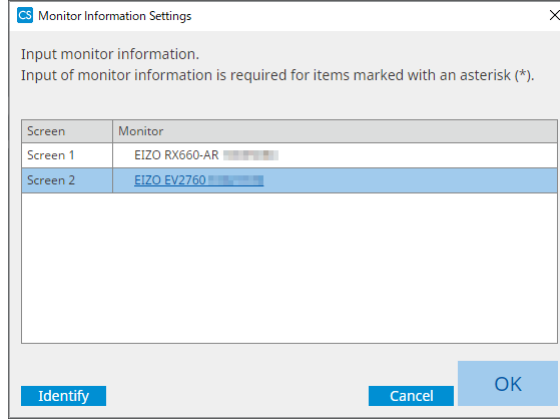 CS Monitor Information Settings
Input monitor information.
Input of monitor information is required for items marked with an asterisk (*).
Screen Monitor
Screen 1 EIZO RX660-AR
Screen 2 EIZO EV2760
Identify Cancel OK